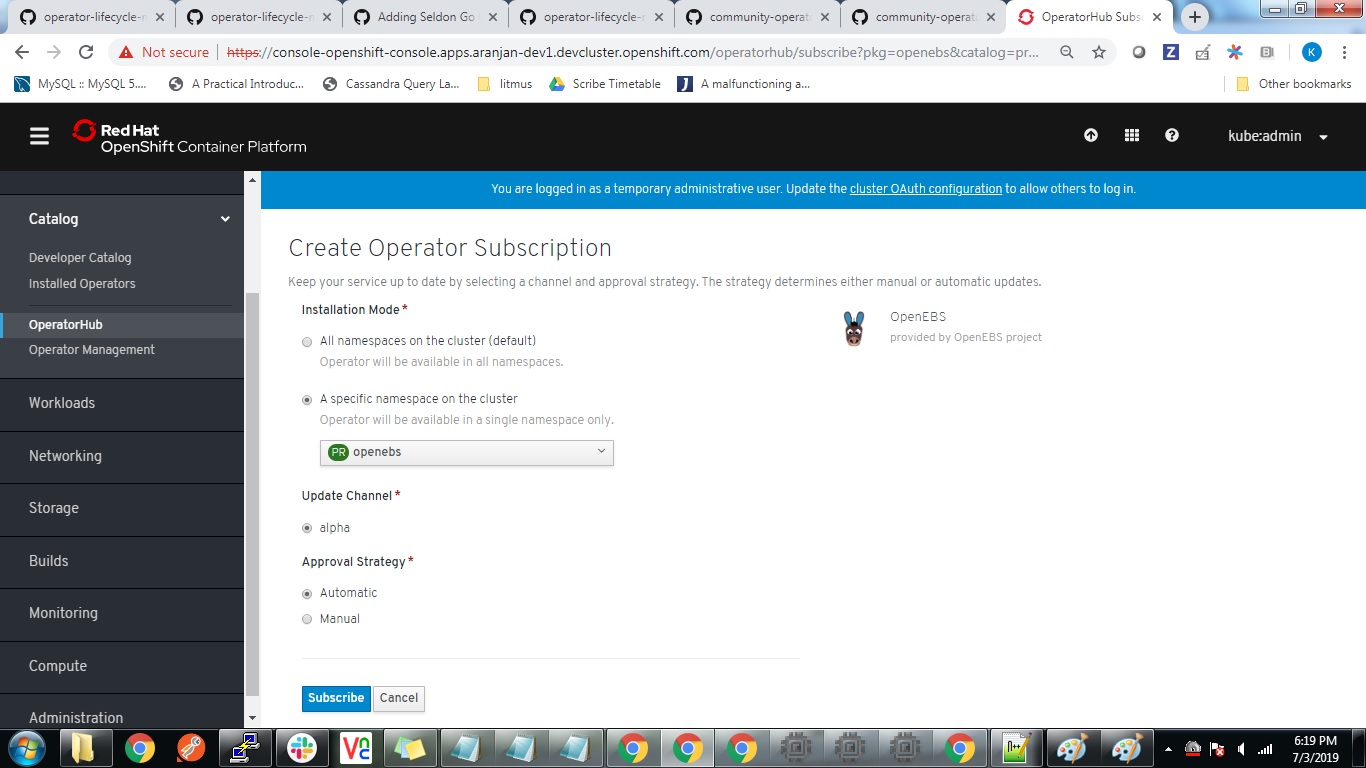 operator-lifecycle-m
operator-lifecycle-m
Adding Seldon Go
operator-lifecycle-
community-operat
community-operat
OperatorHub Subs
Not secure
https://console-openshift-console.apps.aranjan-dev1.devcluster.openshift.com/operatorhub/subscribe?pkg=openebs&catalog=pr...
K
MySQL :: MySQL 5....
A Practical Introduc...
Cassandra Query La...
litmus
Scribe Timetable
A malfunctioning a...
Other bookmarks
Red Hat
OpenShift Container Platform
kube:admin
You are logged in as a temporary administrative user. Update the cluster OAuth configuration to allow others to log in.
Catalog
Developer Catalog
Installed Operators
OperatorHub
Operator Management
Workloads
Networking
Storage
Builds
Monitoring
Compute
Administration
Create Operator Subscription
Keep your service up to date by selecting a channel and approval strategy. The strategy determines either manual or automatic updates.
Installation Mode *
All namespaces on the cluster (default)
Operator will be available in all namespaces.
A specific namespace on the cluster
Operator will be available in a single namespace only.
PR openebs
Update Channel *
alpha
Approval Strategy *
Automatic
Manual
Subscribe
Cancel
OpenEBS
provided by OpenEBS project
6:19 PM
7/3/2019